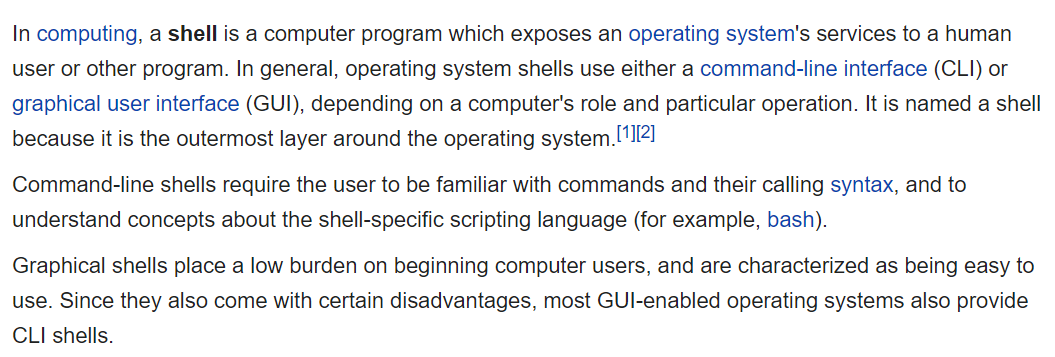 In computing, a shell is a computer program which exposes an operating system's services to a human
user or other program. In general, operating system shells use either a command-line interface (CLI) or
graphical user interface (GUI), depending on a computer's role and particular operation. It is named a shell
because it is the outermost layer around the operating system.[1][2]
Command-line shells require the user to be familiar with commands and their calling syntax, and to
understand concepts about the shell-specific scripting language (for example, bash).
Graphical shells place a low burden on beginning computer users, and are characterized as being easy to
use. Since they also come with certain disadvantages, most GUI-enabled operating systems also provide
CLI shells.